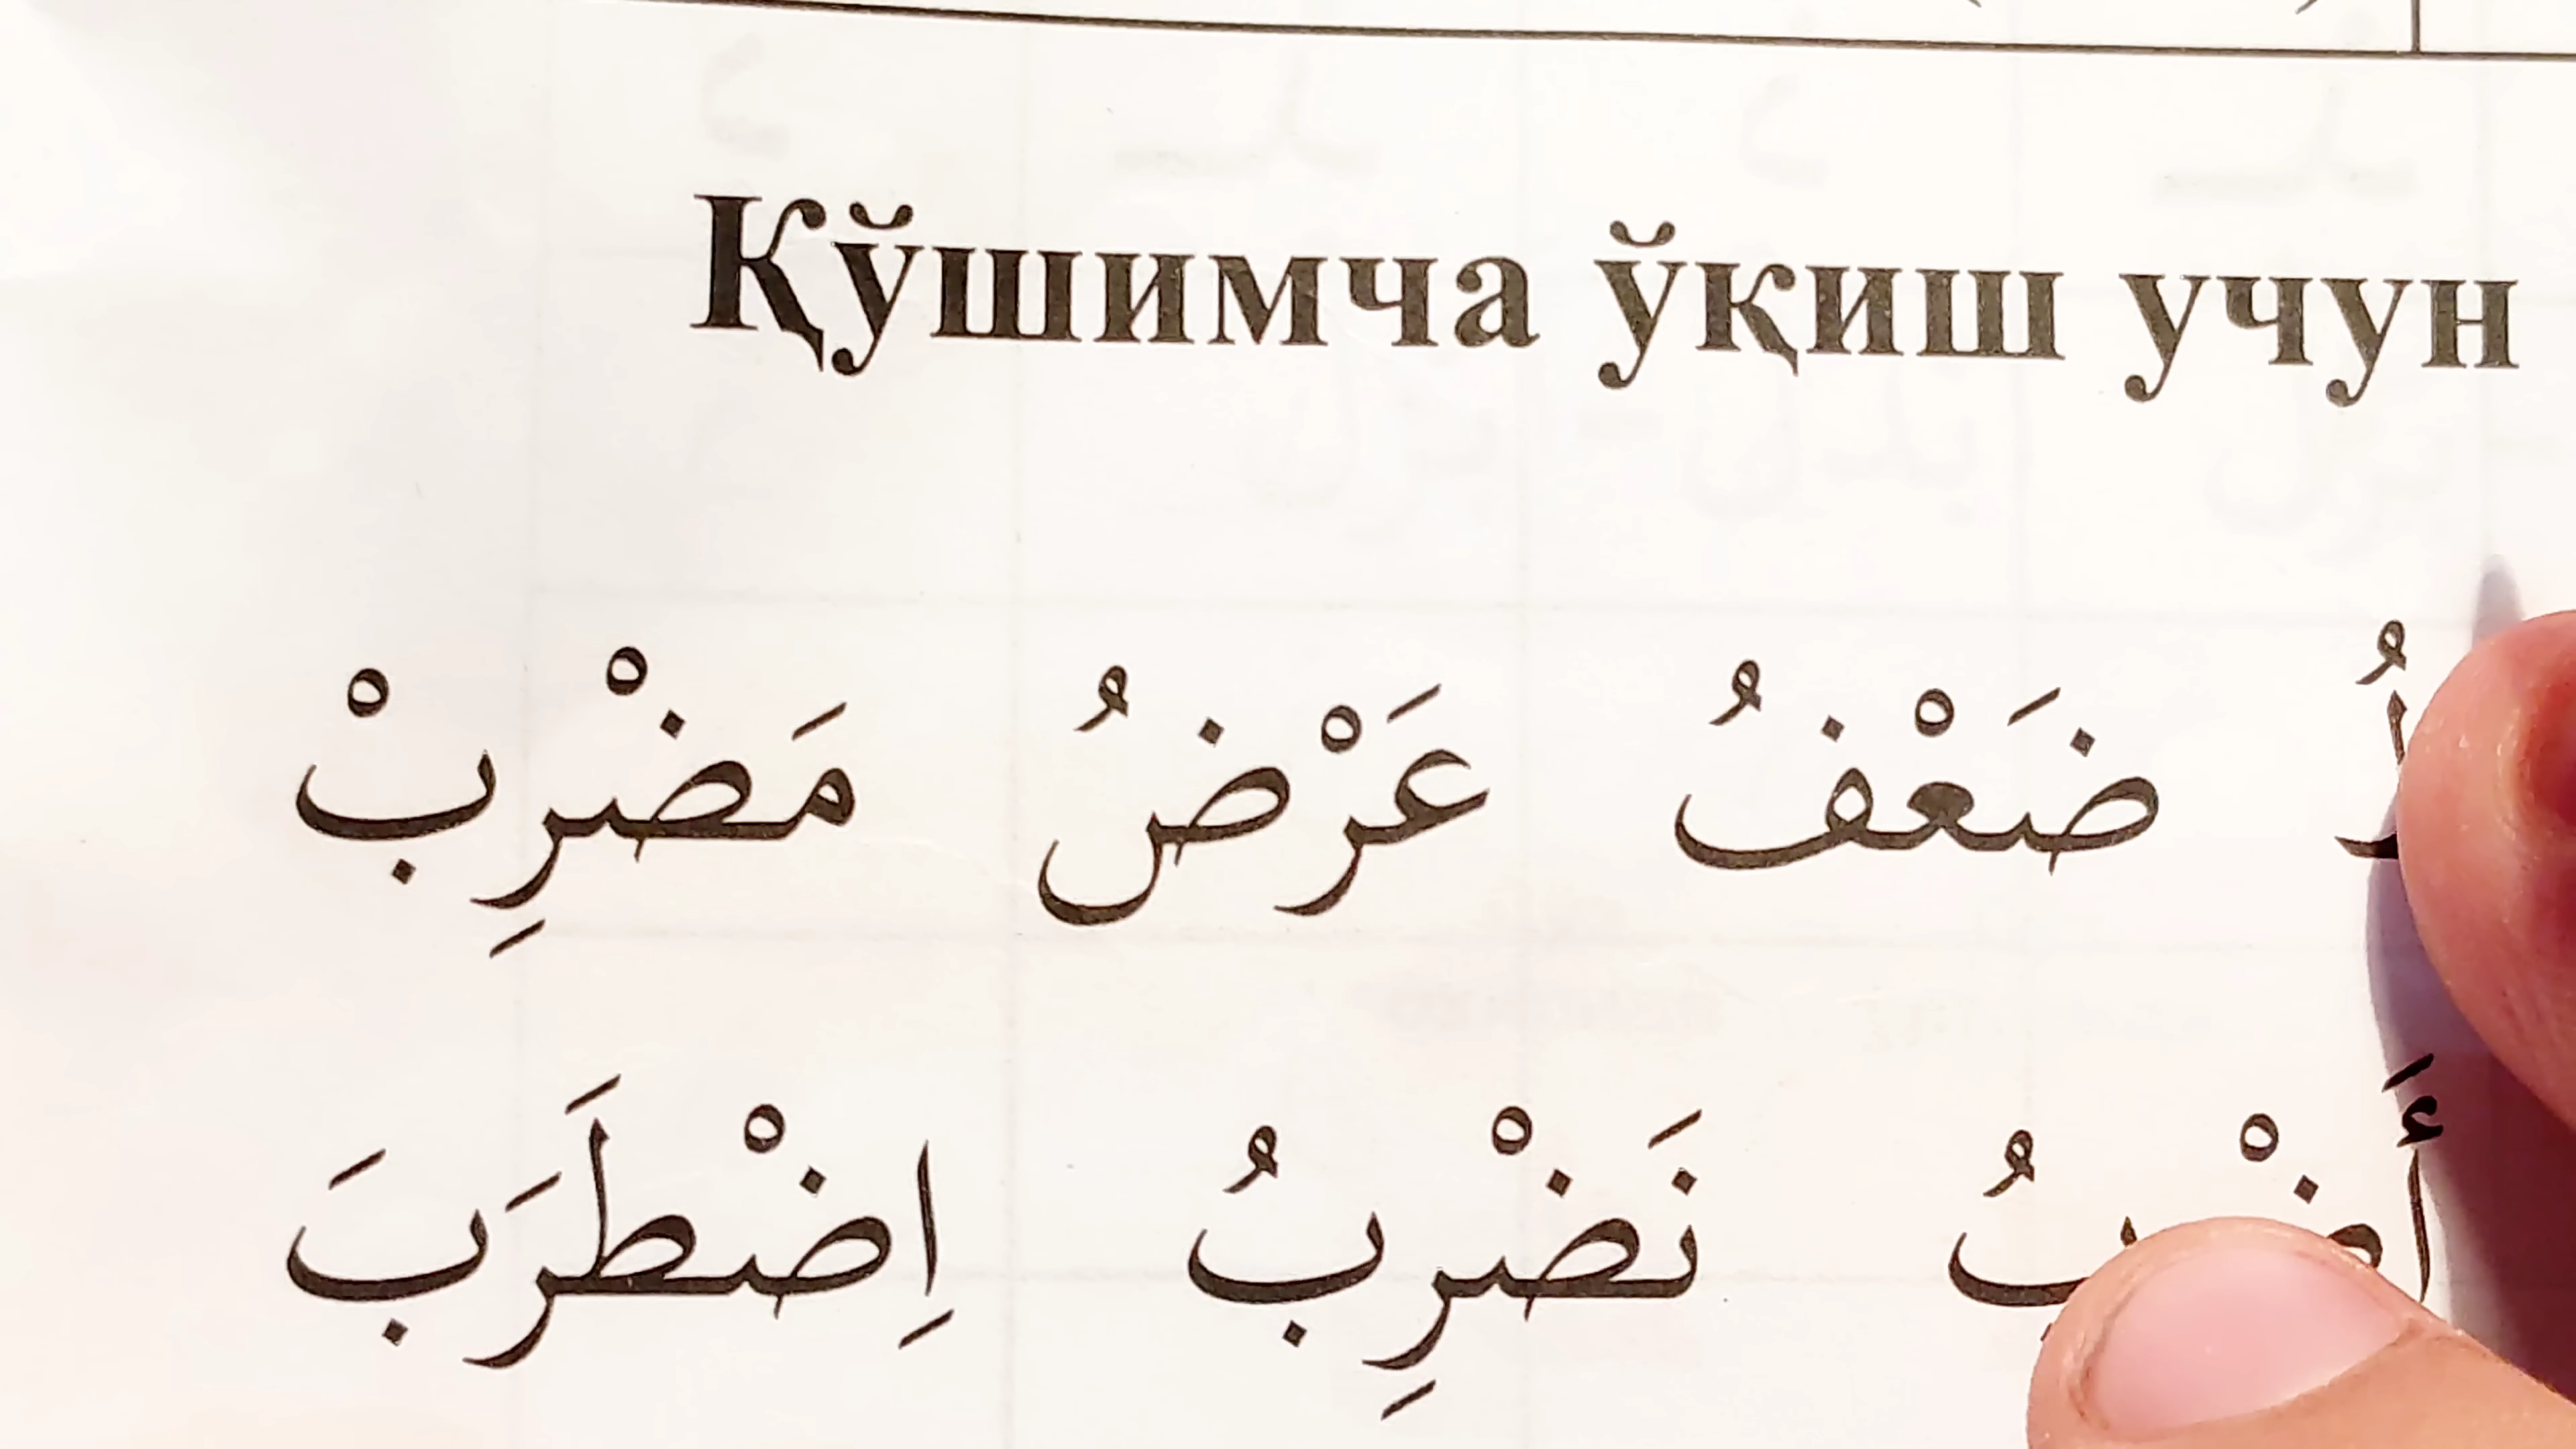 Қўшимча ўқиш учун
ضَعْفُ عَرْضُ مَضْرِبْ
نَضْرِبُ اِضْطَرَبَ